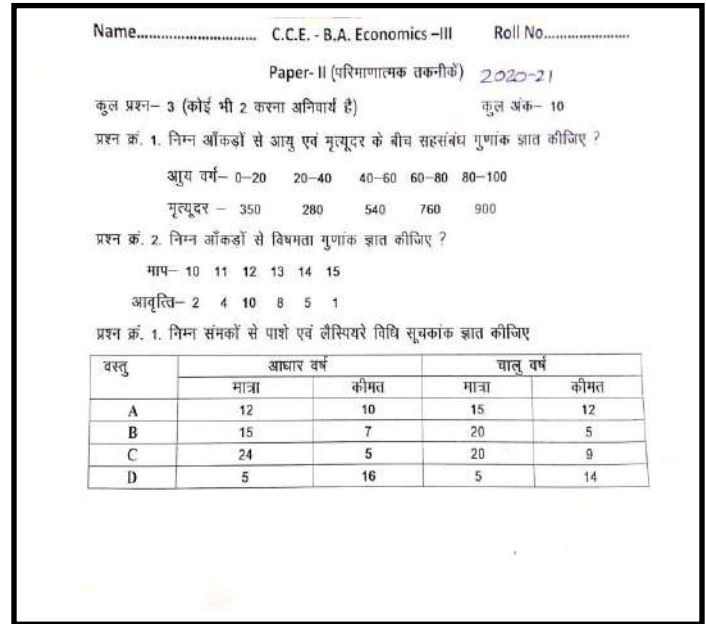 Name............................... C.C.E. - B.A. Economics –III Roll No......................
Paper- II (परिमाणात्मक तकनीकें) 2020-21
कुल प्रश्न– 3 (कोई भी 2 करना अनिवार्य है) कुल अंक– 10
प्रश्न क्रं. 1. निम्न आँकड़ों से आयु एवं मृत्यूदर के बीच सहसंबंध गुणांक ज्ञात कीजिए ?
आुय वर्ग– 0–20 20–40 40–60 60–80 80–100
मृत्यूदर – 350 280 540 760 900
प्रश्न क्रं. 2. निम्न आँकड़ों से विषमता गुणांक ज्ञात कीजिए ?
माप– 10 11 12 13 14 15
आवृत्ति– 2 4 10 8 5 1
प्रश्न क्रं. 1. निम्न संमकों से पाशे एवं लैस्पियरे विधि सूचकांक ज्ञात कीजिए
वस्तु आधार वर्ष चालु वर्ष
मात्रा कीमत मात्रा कीमत
A 12 10 15 12
B 15 7 20 5
C 24 5 20 9
D 5 16 5 14